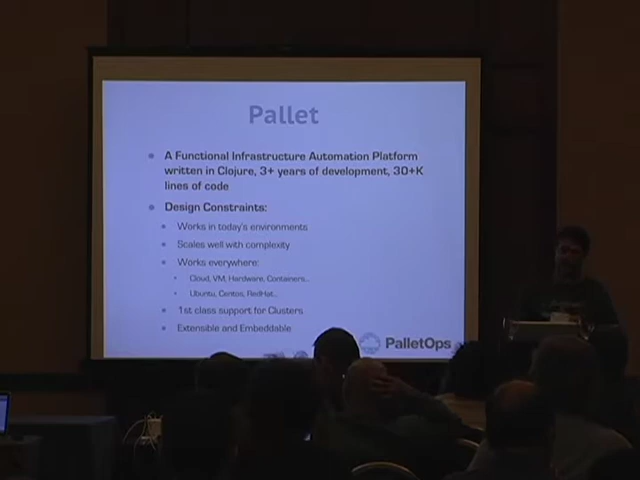 Pallet
A Functional Infrastructure Automation Platform
written in Clojure, 3+ years of development, 30+K
lines of code
Design Constraints:
Works in today's environments
Scales well with complexity
Works everywhere:
Cloud, VM, Hardware, Containers...
Ubuntu, Centos, RedHat...
1st class support for Clusters
Extensible and Embeddable
PalletOps